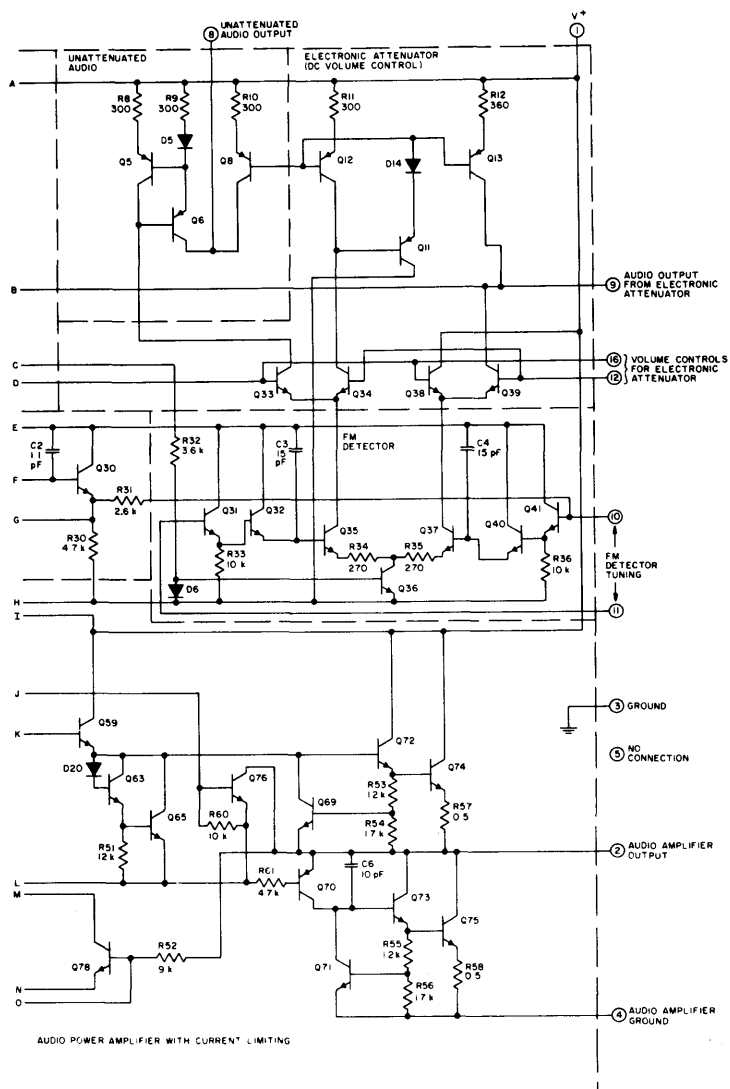 8 UNATTENUATED
AUDIO OUTPUT
V+
1
UNATTENUATED
AUDIO
ELECTRONIC ATTENUATOR
(DC VOLUME CONTROL)
A
R8
300
R9
300
R10
300
R11
300
R12
360
D5
Q5
Q8
Q12
D14
Q13
Q6
Q11
B
9 AUDIO OUTPUT
FROM ELECTRONIC
ATTENUATOR
C
D
16
12
VOLUME CONTROLS
FOR ELECTRONIC
ATTENUATOR
Q33
Q34
Q38
Q39
E
C2
1.1
pF
R32
3.6 k
C3
15
pF
FM
DETECTOR
C4
15 pF
Q30
F
R31
2.6 k
Q31
Q32
Q35
R34
270
R35
270
Q37
Q40
Q41
10
G
R30
4.7 k
R33
10 k
Q36
R36
10 k
FM
DETECTOR
TUNING
D6
H
11
I
J
K
Q59
3 GROUND
5 NO
CONNECTION
Q72
Q74
D20
Q63
Q76
Q69
R53
12 k
R57
0.5
Q65
R60
10 k
R54
1.7 k
R51
12 k
2 AUDIO AMPLIFIER
OUTPUT
L
R61
4.7 k
C6
10 pF
Q70
Q73
Q75
M
R52
9 k
R55
1.2 k
Q71
R58
0.5
Q78
R56
1.7 k
N
O
4 AUDIO AMPLIFIER
GROUND
AUDIO POWER AMPLIFIER WITH CURRENT LIMITING